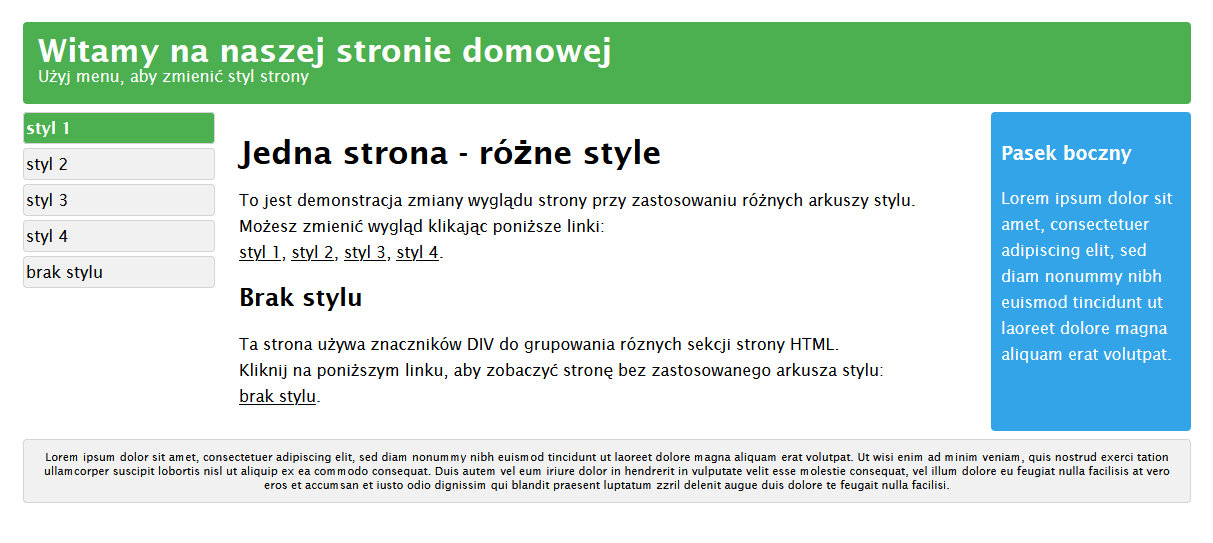 Witamy na naszej stronie domowej
Użyj menu, aby zmienić styl strony
styl 1
styl 2
styl 3
styl 4
brak stylu
Jedna strona - różne style
To jest demonstracja zmiany wyglądu strony przy zastosowaniu różnych arkuszy stylu.
Możesz zmienić wygląd klikając poniższe linki:
styl 1, styl 2, styl 3, styl 4.
Brak stylu
Ta strona używa znaczników DIV do grupowania róznych sekcji strony HTML.
Kliknij na poniższym linku, aby zobaczyć stronę bez zastosowanego arkusza stylu:
brak stylu.
Pasek boczny
Lorem ipsum dolor sit
amet, consectetuer
adipiscing elit, sed
diam nonummy nibh
euismod tincidunt ut
laoreet dolore magna
aliquam erat volutpat.
Lorem ipsum dolor sit amet, consectetuer adipiscing elit, sed diam nonummy nibh euismod tincidunt ut laoreet dolore magna aliquam erat volutpat. Ut wisi enim ad minim veniam, quis nostrud exerci tation
ullamcorper suscipit lobortis nisl ut aliquip ex ea commodo consequat. Duis autem vel eum iriure dolor in hendrerit in vulputate velit esse molestie consequat, vel illum dolore eu feugiat nulla facilisis at vero
eros et accumsan et iusto odio dignissim qui blandit praesent luptatum zzril delenit augue duis dolore te feugait nulla facilisi.